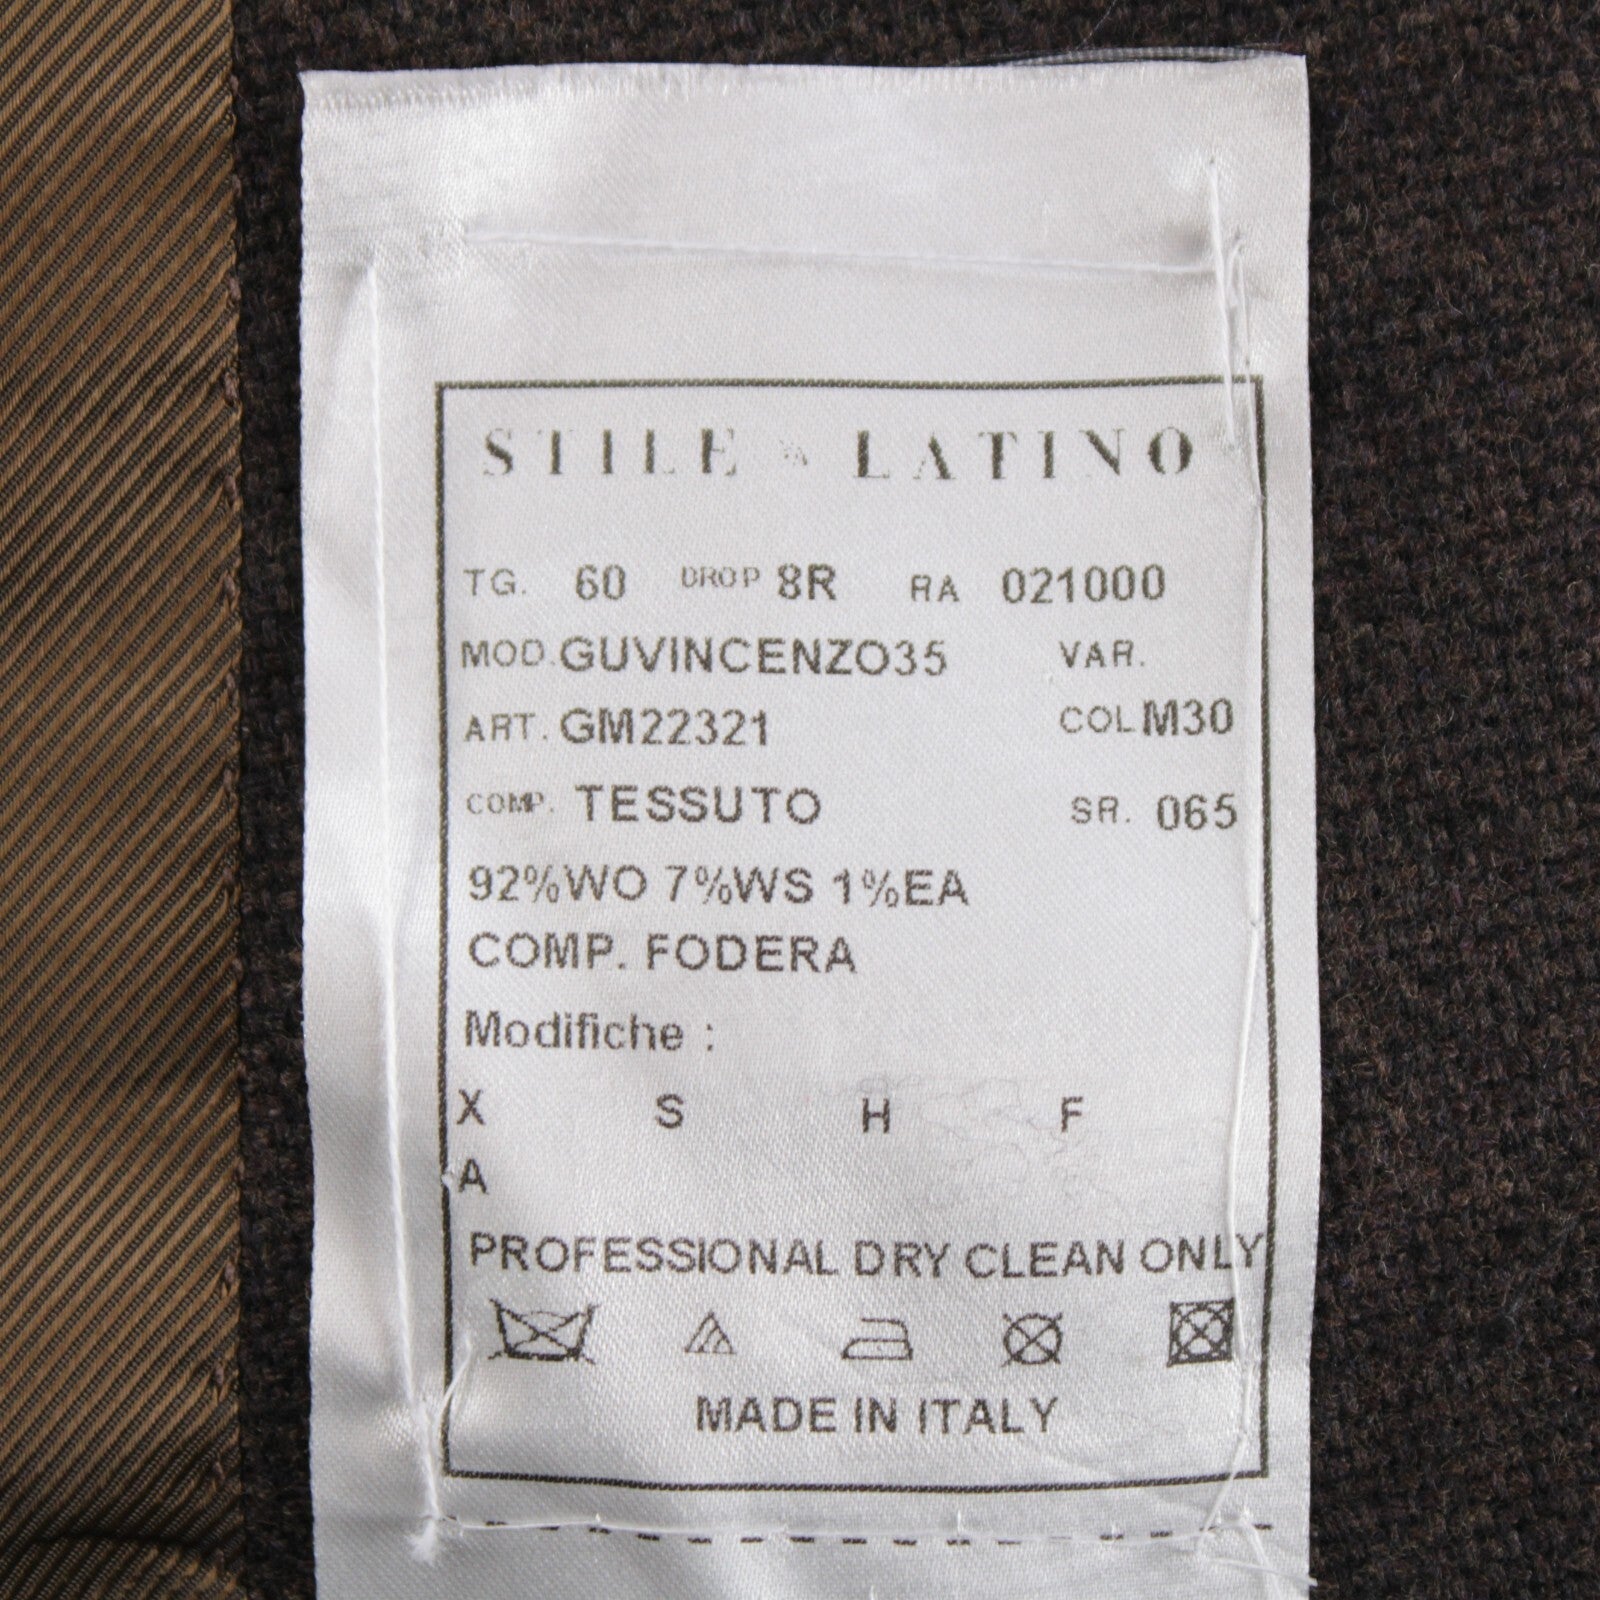 STILE LATINO
TG. 60 DROP 8R RA 021000
MOD. GUVINCENZO35 VAR.
ART. GM22321 COL M30
COMP. TESSUTO SR. 065
92%WO 7%WS 1%EA
COMP. FODERA
Modifiche :
X S H F
A
PROFESSIONAL DRY CLEAN ONLY
MADE IN ITALY